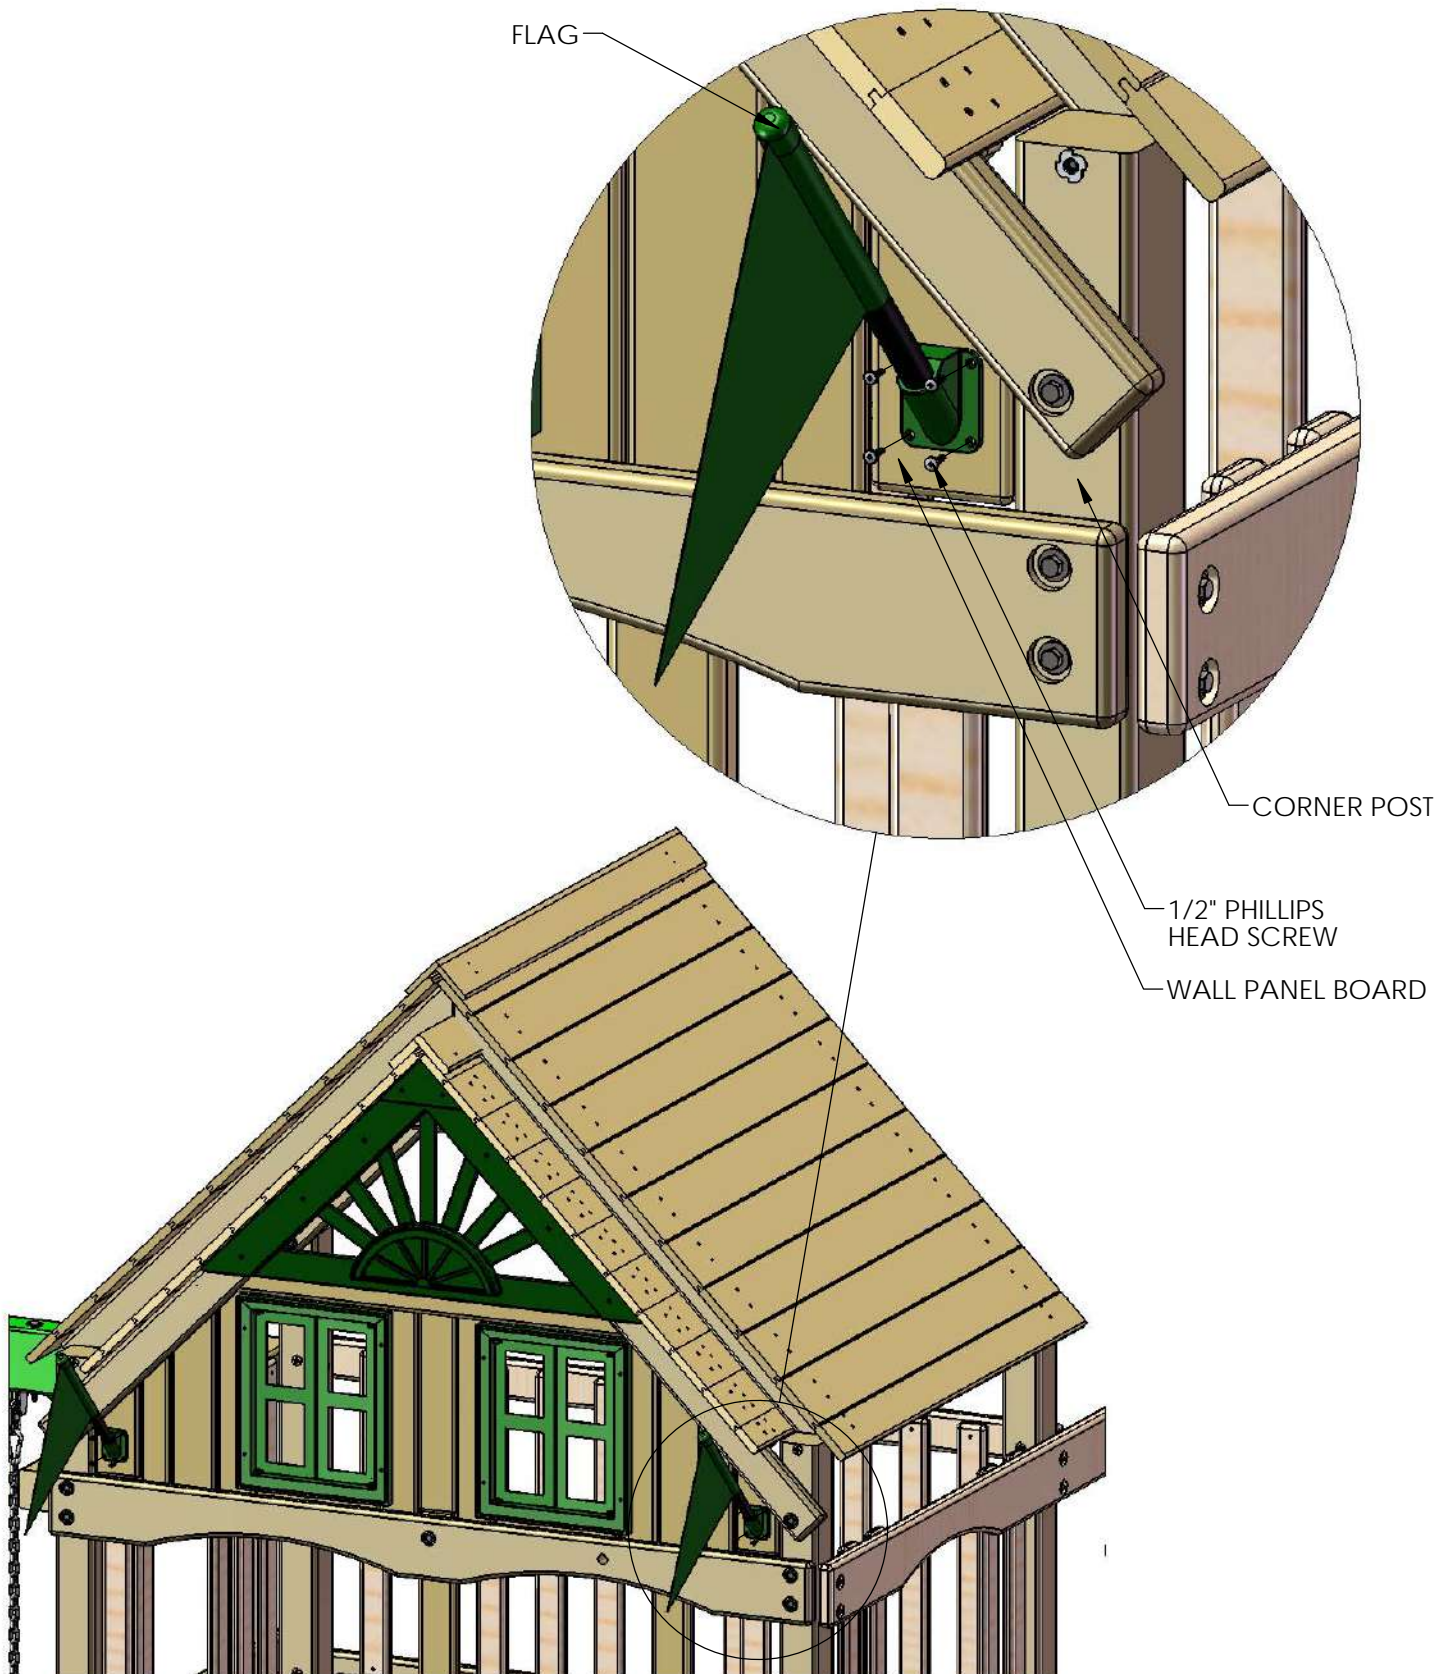 FLAG
CORNER POST
1/2" PHILLIPS
HEAD SCREW
WALL PANEL BOARD